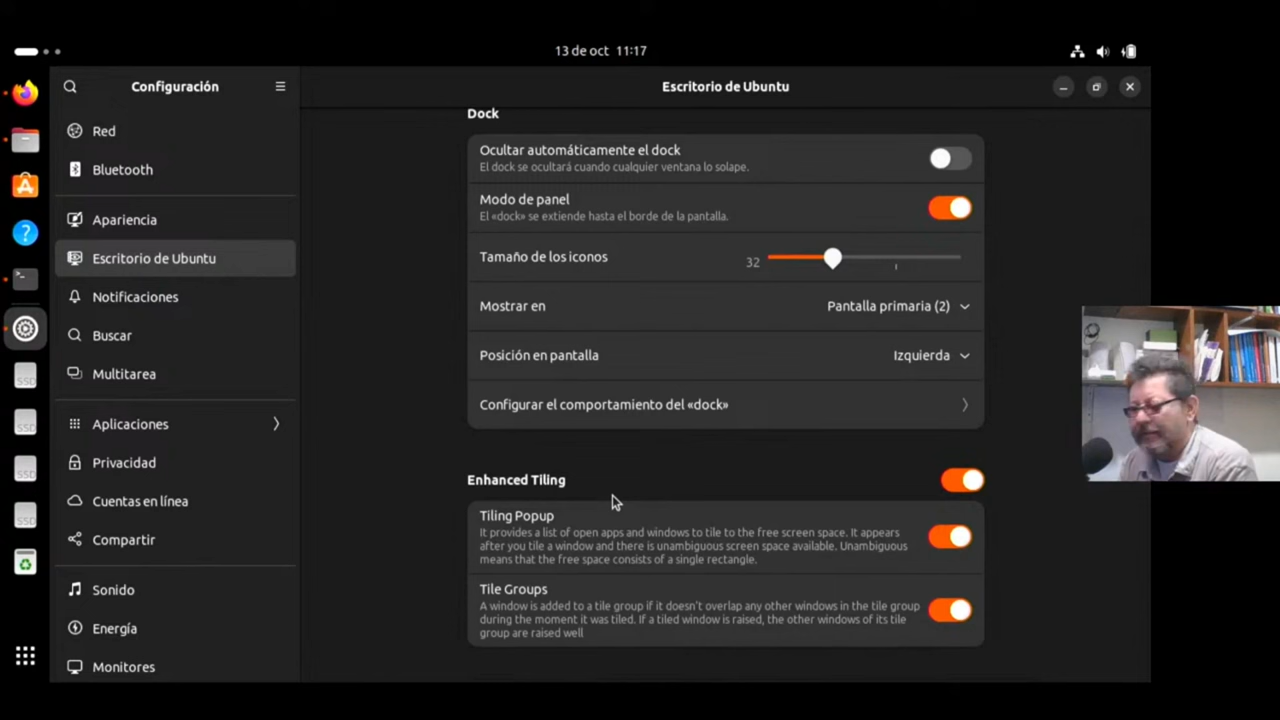 13 de oct 11:17
Configuración
Escritorio de Ubuntu
Red
Bluetooth
Apariencia
Escritorio de Ubuntu
Notificaciones
Buscar
Multitarea
Aplicaciones
Privacidad
Cuentas en línea
Compartir
Sonido
Energía
Monitores
Dock
Ocultar automáticamente el dock
El dock se ocultará cuando cualquier ventana lo solape.
Modo de panel
El «dock» se extiende hasta el borde de la pantalla.
Tamaño de los iconos
32
Mostrar en
Pantalla primaria (2)
Posición en pantalla
Izquierda
Configurar el comportamiento del «dock»
Enhanced Tiling
Tiling Popup
It provides a list of open apps and windows to tile to the free screen space. It appears
after you tile a window and there is unambiguous screen space available. Unambiguous
means that the free space consists of a single rectangle.
Tile Groups
A window is added to a tile group if it doesn't overlap any other windows in the tile group
during the moment it was tiled. If a tiled window is raised, the other windows of its tile
group are raised well
SSD
SSD
SSD
SSD